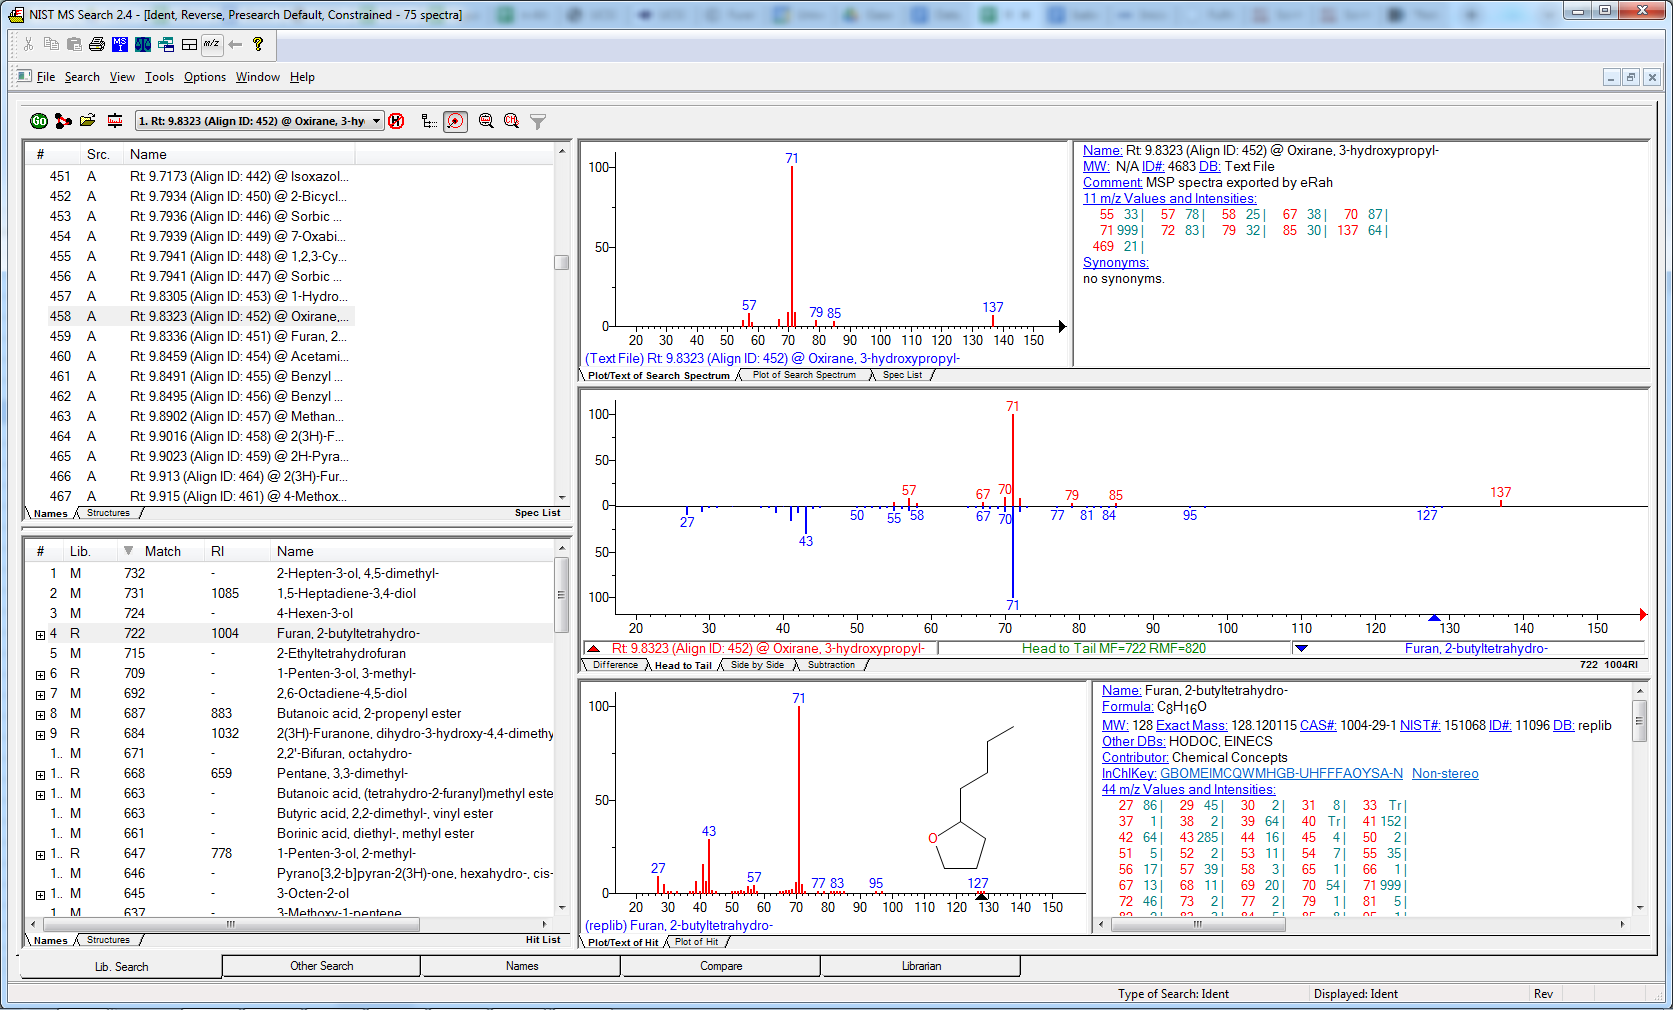 NIST MS Search 2.4 - [Ident, Reverse, Presearch Default, Constrained - 75 spectra]
MS
m/z
?
File Search View Tools Options Window Help
GO 1. Rt: 9.8323 (Align ID: 452) @ Oxirane, 3-hy
# Src. Name
451 A Rt: 9.7173 (Align ID: 442) @ Isoxazol...
452 A Rt: 9.7934 (Align ID: 450) @ 2-Bicycl...
453 A Rt: 9.7936 (Align ID: 446) @ Sorbic ...
454 A Rt: 9.7939 (Align ID: 449) @ 7-Oxabi...
455 A Rt: 9.7941 (Align ID: 448) @ 1,2,3-Cy...
456 A Rt: 9.7941 (Align ID: 447) @ Sorbic ...
457 A Rt: 9.8305 (Align ID: 453) @ 1-Hydro...
458 A Rt: 9.8323 (Align ID: 452) @ Oxirane,...
459 A Rt: 9.8336 (Align ID: 451) @ Furan, 2...
460 A Rt: 9.8459 (Align ID: 454) @ Acetami...
461 A Rt: 9.8491 (Align ID: 455) @ Benzyl ...
462 A Rt: 9.8495 (Align ID: 456) @ Benzyl ...
463 A Rt: 9.8902 (Align ID: 457) @ Methan...
464 A Rt: 9.9016 (Align ID: 458) @ 2(3H)-F...
465 A Rt: 9.9023 (Align ID: 459) @ 2H-Pyra...
466 A Rt: 9.913 (Align ID: 464) @ 2(3H)-Fur...
467 A Rt: 9.915 (Align ID: 461) @ 4-Methox...
Names Structures Spec List
# Lib. Match RI Name
1 M 732 - 2-Hepten-3-ol, 4,5-dimethyl-
2 M 731 1085 1,5-Heptadiene-3,4-diol
3 M 724 - 4-Hexen-3-ol
4 R 722 1004 Furan, 2-butyltetrahydro-
5 M 715 - 2-Ethyltetrahydrofuran
6 R 709 - 1-Penten-3-ol, 3-methyl-
7 M 692 - 2,6-Octadiene-4,5-diol
8 M 687 883 Butanoic acid, 2-propenyl ester
9 R 684 1032 2(3H)-Furanone, dihydro-3-hydroxy-4,4-dimethy
1.. M 671 - 2,2'-Bifuran, octahydro-
1.. R 668 659 Pentane, 3,3-dimethyl-
1.. M 663 - Butanoic acid, (tetrahydro-2-furanyl)methyl este
1.. M 663 - Butyric acid, 2,2-dimethyl-, vinyl ester
1.. M 661 - Borinic acid, diethyl-, methyl ester
1.. R 647 778 1-Penten-3-ol, 2-methyl-
1.. M 646 - Pyrano[3,2-b]pyran-2(3H)-one, hexahydro-, cis-
1.. M 645 - 3-Octen-2-ol
1.. M 637 - 3-Methoxy-1-pentene
Names Structures Hit List
100 50 0
71
57 79 85 137
20 30 40 50 60 70 80 90 100 110 120 130 140 150
(Text File) Rt: 9.8323 (Align ID: 452) @ Oxirane, 3-hydroxypropyl-
Plot/Text of Search Spectrum Plot of Search Spectrum Spec List
Name: Rt: 9.8323 (Align ID: 452) @ Oxirane, 3-hydroxypropyl-
MW: N/A ID#: 4683 DB: Text File
Comment: MSP spectra exported by eRah
11 m/z Values and Intensities:
55 33| 57 78| 58 25| 67 38| 70 87|
71 999| 72 83| 79 32| 85 30| 137 64|
469 21|
Synonyms:
no synonyms.
100 50 0 50 100
71
57 67 70 79 85 137
27 43 50 55 58 67 70 77 81 84 95 127
71
20 30 40 50 60 70 80 90 100 110 120 130 140 150
Rt: 9.8323 (Align ID: 452) @ Oxirane, 3-hydroxypropyl- Head to Tail MF=722 RMF=820 Furan, 2-butyltetrahydro-
Difference Head to Tail Side by Side Subtraction 722 1004RI
100 50 0
71
27 43 57 77 83 95 127
O
20 30 40 50 60 70 80 90 100 110 120 130 140 150
(replib) Furan, 2-butyltetrahydro-
Plot/Text of Hit Plot of Hit
Name: Furan, 2-butyltetrahydro-
Formula: C8H16O
MW: 128 Exact Mass: 128.120115 CAS#: 1004-29-1 NIST#: 151068 ID#: 11096 DB: replib
Other DBs: HODOC, EINECS
Contributor: Chemical Concepts
InChIKey: GBOMEIMCQWMHGB-UHFFFAOYSA-N Non-stereo
44 m/z Values and Intensities:
27 86| 29 45| 30 2| 31 8| 33 Tr|
37 1| 38 2| 39 64| 40 Tr| 41 152|
42 64| 43 285| 44 16| 45 4| 50 2|
51 5| 52 2| 53 11| 54 7| 55 35|
56 17| 57 39| 58 3| 65 1| 66 1|
67 13| 68 11| 69 20| 70 54| 71 999|
72 46| 73 2| 77 2| 79 1| 81 5|
Lib. Search Other Search Names Compare Librarian
Type of Search: Ident Displayed: Ident Rev